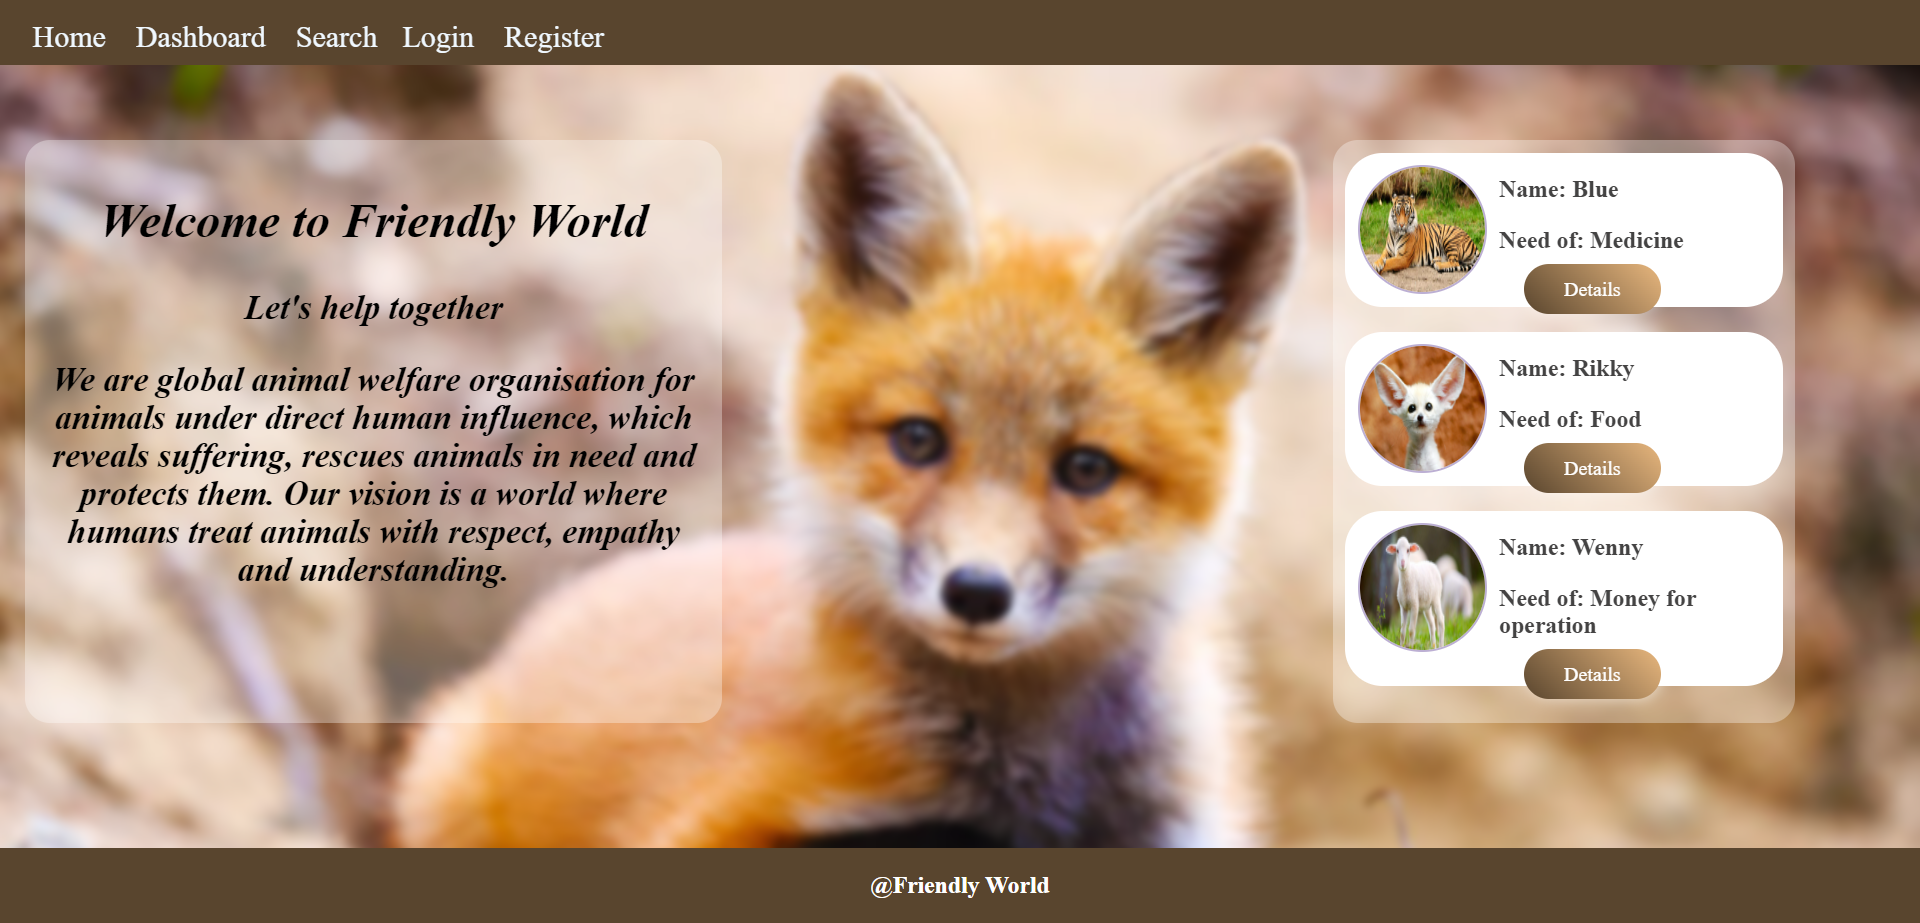 Home Dashboard Search Login Register
Welcome to Friendly World
Let's help together
We are global animal welfare organisation for
animals under direct human influence, which
reveals suffering, rescues animals in need and
protects them. Our vision is a world where
humans treat animals with respect, empathy
and understanding.
Name: Blue
Need of: Medicine
Details
Name: Rikky
Need of: Food
Details
Name: Wenny
Need of: Money for
operation
Details
@Friendly World